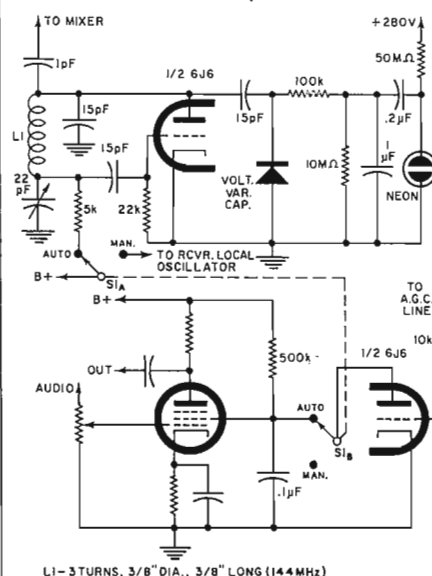 TO MIXER
+280V
1pF
50MΩ
1/2 6J6
100k
15pF
L1
15pF
.2µF
15pF
10MΩ
1
µF
VOLT.
VAR.
CAP.
NEON
22
pF
5k
22k
AUTO
MAN.
TO RCVR. LOCAL
OSCILLATOR
B+
S1A
B+
TO
A.G.C.
LINE
10k
500k
1/2 6J6
OUT
AUDIO
AUTO
S1B
MAN.
.1µF
L1-3 TURNS, 3/8" DIA., 3/8" LONG (144MHz)